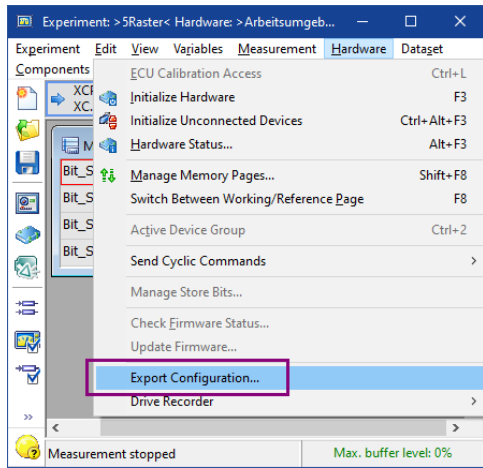 Experiment: >5Raster< Hardware: >Arbeitsumgeb...
Experiment Edit View Variables Measurement Hardware Dataset
Components
ECU Calibration Access Ctrl+L
XC
XC.
Initialize Hardware F3
Initialize Unconnected Devices Ctrl+Alt+F3
M
Hardware Status... Alt+F3
Bit_S
Manage Memory Pages... Shift+F8
Bit_S
Switch Between Working/Reference Page F8
Bit_S
Active Device Group Ctrl+2
Bit_S
Send Cyclic Commands >
Manage Store Bits...
Check Firmware Status...
Update Firmware...
Export Configuration...
Drive Recorder >
Measurement stopped Max. buffer level: 0%